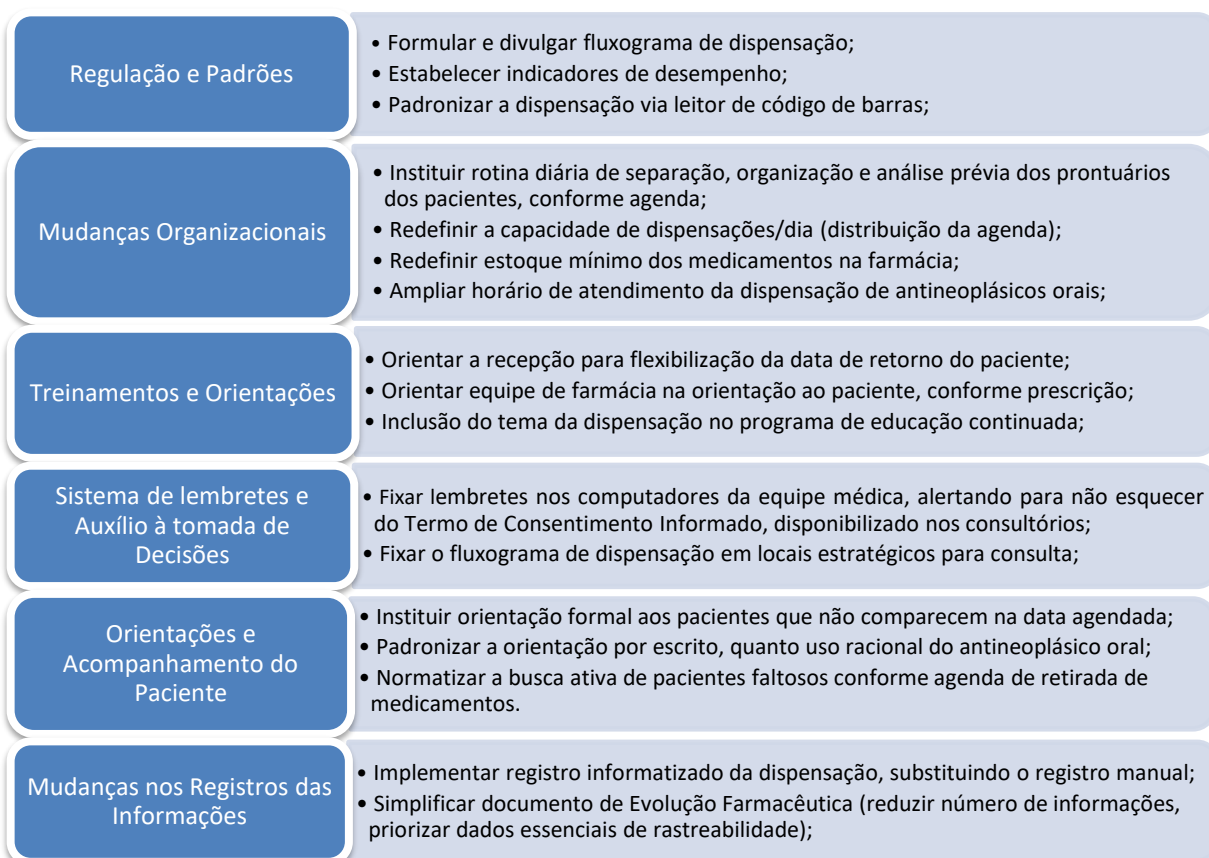 Regulação e Padrões
• Formular e divulgar fluxograma de dispensação;
• Estabelecer indicadores de desempenho;
• Padronizar a dispensação via leitor de código de barras;
Mudanças Organizacionais
• Instituir rotina diária de separação, organização e análise prévia dos prontuários
dos pacientes, conforme agenda;
• Redefinir a capacidade de dispensações/dia (distribuição da agenda);
• Redefinir estoque mínimo dos medicamentos na farmácia;
• Ampliar horário de atendimento da dispensação de antineoplásicos orais;
Treinamentos e Orientações
• Orientar a recepção para flexibilização da data de retorno do paciente;
• Orientar equipe de farmácia na orientação ao paciente, conforme prescrição;
• Inclusão do tema da dispensação no programa de educação continuada;
Sistema de lembretes e
Auxílio à tomada de
Decisões
• Fixar lembretes nos computadores da equipe médica, alertando para não esquecer
do Termo de Consentimento Informado, disponibilizado nos consultórios;
• Fixar o fluxograma de dispensação em locais estratégicos para consulta;
Orientações e
Acompanhamento do
Paciente
• Instituir orientação formal aos pacientes que não comparecem na data agendada;
• Padronizar a orientação por escrito, quanto uso racional do antineoplásico oral;
• Normatizar a busca ativa de pacientes faltosos conforme agenda de retirada de
medicamentos.
Mudanças nos Registros das
Informações
• Implementar registro informatizado da dispensação, substituindo o registro manual;
• Simplificar documento de Evolução Farmacêutica (reduzir número de informações,
priorizar dados essenciais de rastreabilidade);